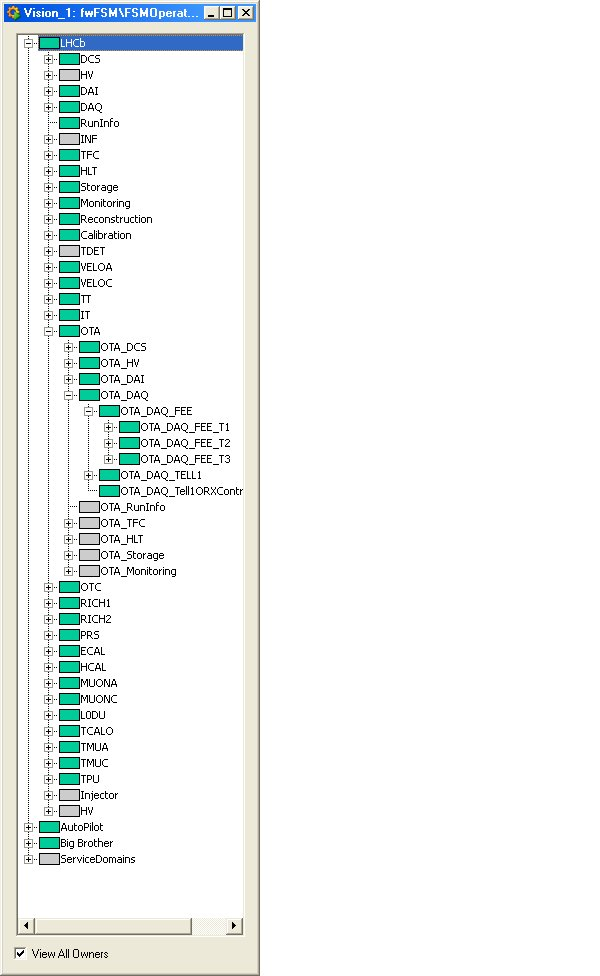 Vision_1: fwFSM\FSMOperat...
LHCb
DCS
HV
DAI
DAQ
RunInfo
INF
TFC
HLT
Storage
Monitoring
Reconstruction
Calibration
TDET
VELOA
VELOC
TT
IT
OTA
OTA_DCS
OTA_HV
OTA_DAI
OTA_DAQ
OTA_DAQ_FEE
OTA_DAQ_FEE_T1
OTA_DAQ_FEE_T2
OTA_DAQ_FEE_T3
OTA_DAQ_TELL1
OTA_DAQ_Tell1ORXContr
OTA_RunInfo
OTA_TFC
OTA_HLT
OTA_Storage
OTA_Monitoring
OTC
RICH1
RICH2
PRS
ECAL
HCAL
MUONA
MUONC
L0DU
TCALO
TMUA
TMUC
TPU
Injector
HV
AutoPilot
Big Brother
ServiceDomains
View All Owners